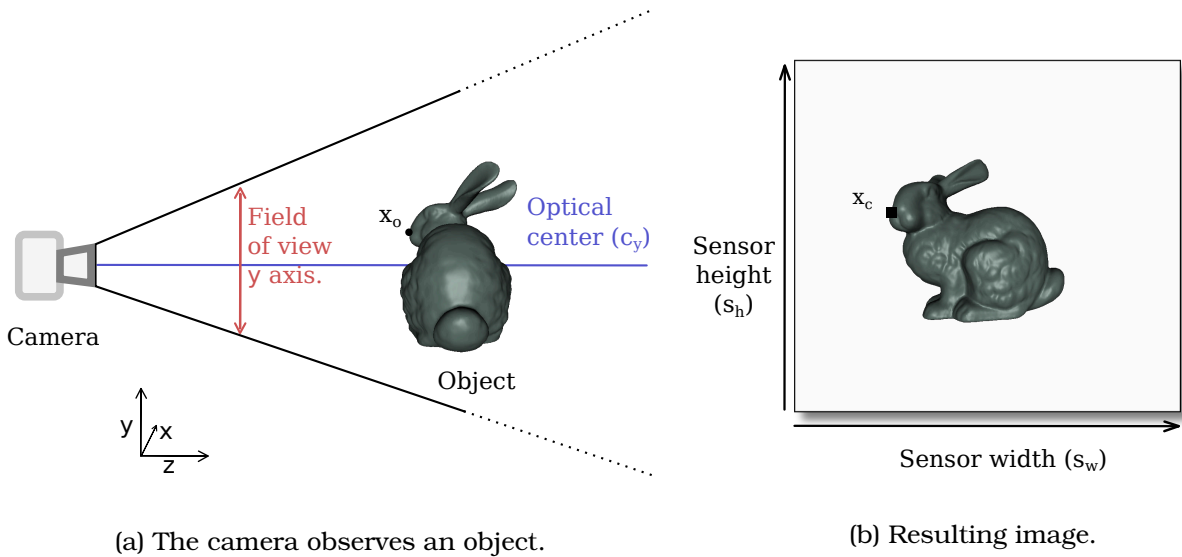 x_o
Field
of view
y axis.
Optical
center (c_y)
Camera
Object
y
x
z
(a) The camera observes an object.
x_c
Sensor
height
(s_h)
Sensor width (s_w)
(b) Resulting image.